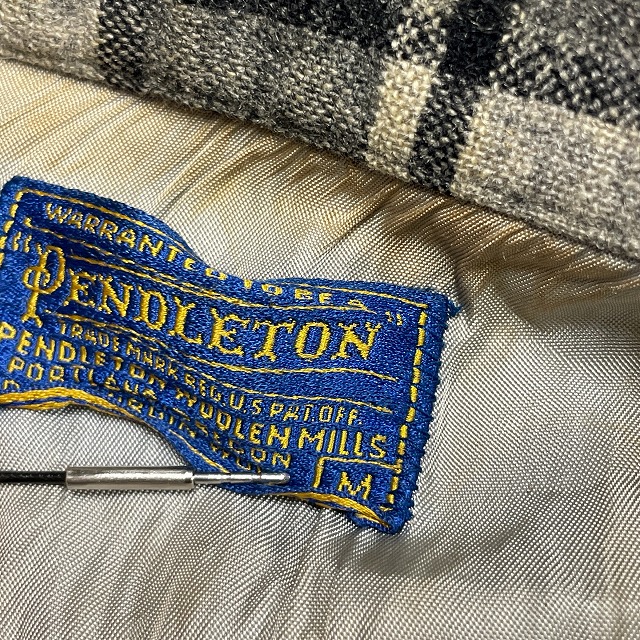 WARRANTED TO BE A
"PENDLETON"
TRADE MARK REG. U.S. PAT. OFF.
PENDLETON WOOLEN MILLS
M